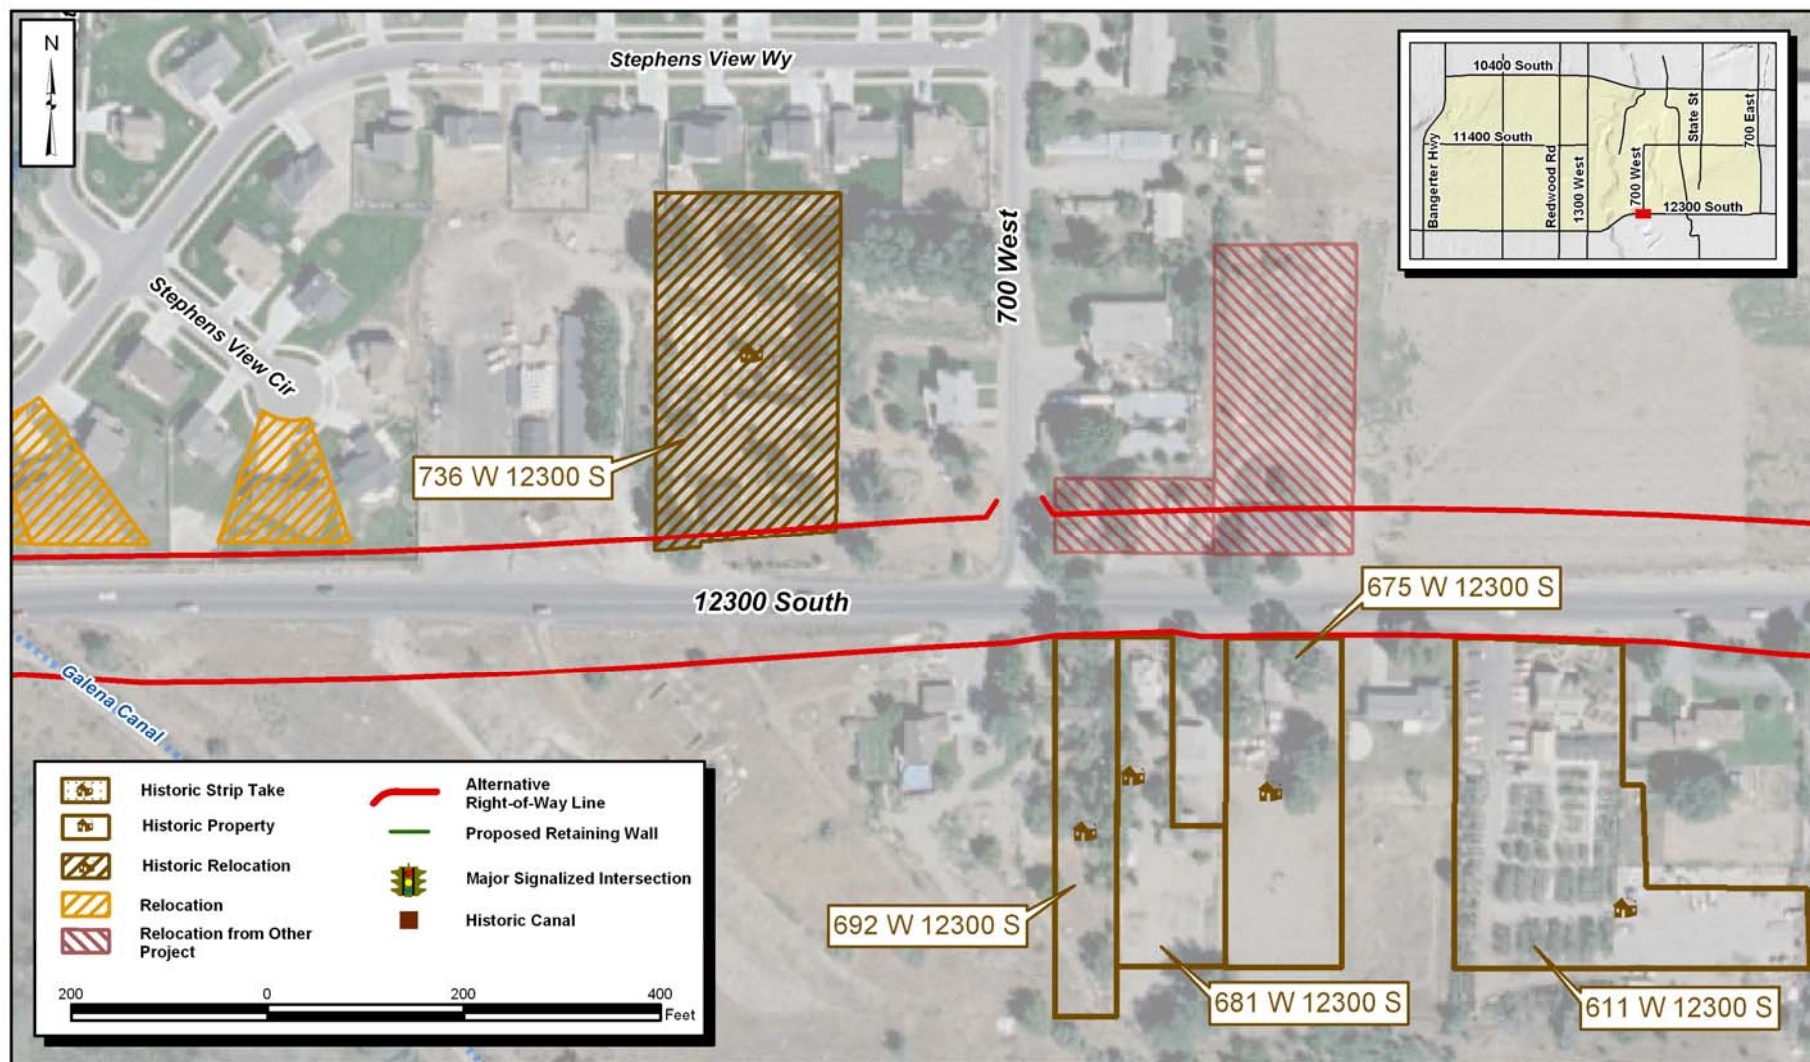 N
Stephens View Wy
10400 South
11400 South
12300 South
Bangerter Hwy
Redwood Rd
1300 West
700 West
State St
700 East
700 West
Stephens View Cir
736 W 12300 S
12300 South
675 W 12300 S
Galena Canal
692 W 12300 S
681 W 12300 S
611 W 12300 S
Historic Strip Take
Historic Property
Historic Relocation
Relocation
Relocation from Other
Project
Alternative
Right-of-Way Line
Proposed Retaining Wall
Major Signalized Intersection
Historic Canal
200 0 200 400
Feet